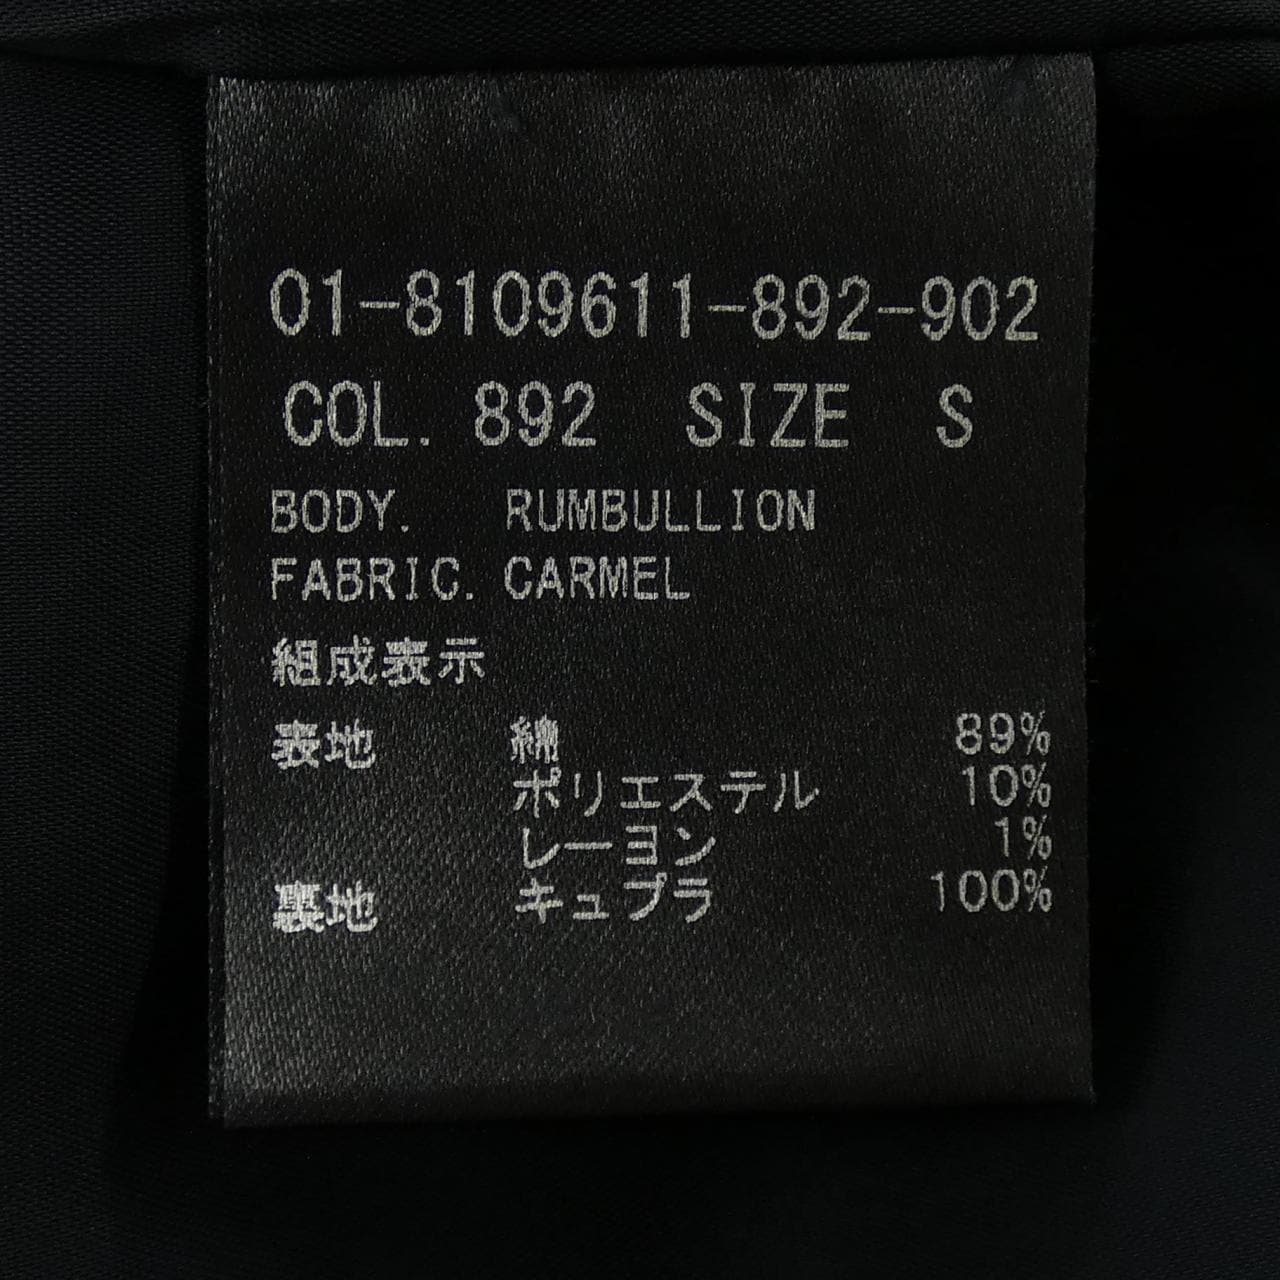 01-8109611-892-902
COL. 892 SIZE S
BODY. RUMBULLION
FABRIC. CARMEL
組成表示
表地 綿 89%
ポリエステル 10%
レーヨン 1%
裏地 キュプラ 100%